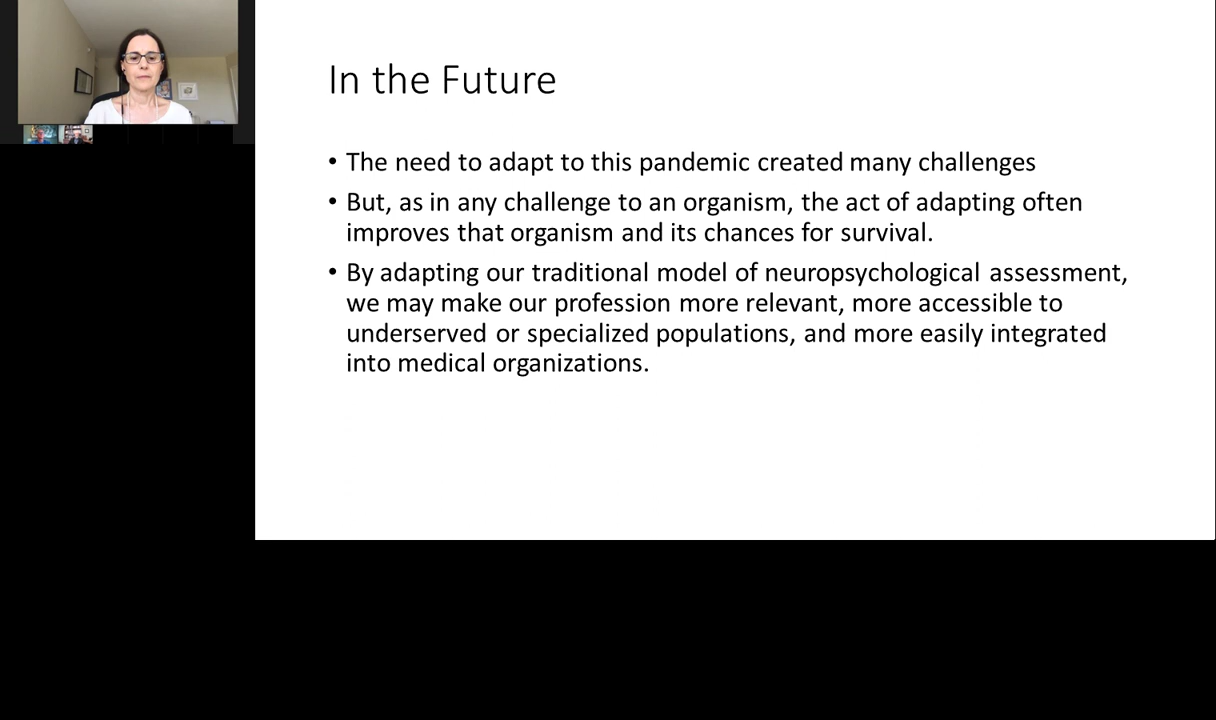 In the Future
• The need to adapt to this pandemic created many challenges
• But, as in any challenge to an organism, the act of adapting often
improves that organism and its chances for survival.
• By adapting our traditional model of neuropsychological assessment,
we may make our profession more relevant, more accessible to
underserved or specialized populations, and more easily integrated
into medical organizations.